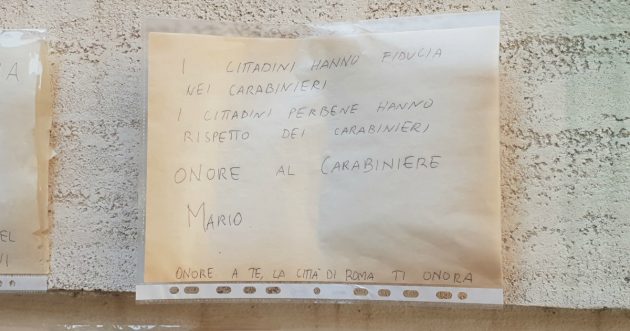 I CITTADINI HANNO FIDUCIA
NEI CARABINIERI
I CITTADINI PERBENE HANNO
RISPETTO DEI CARABINIERI
ONORE AL CARABINIERE
MARIO
ONORE A TE, LA CITTA' DI ROMA TI ONORA